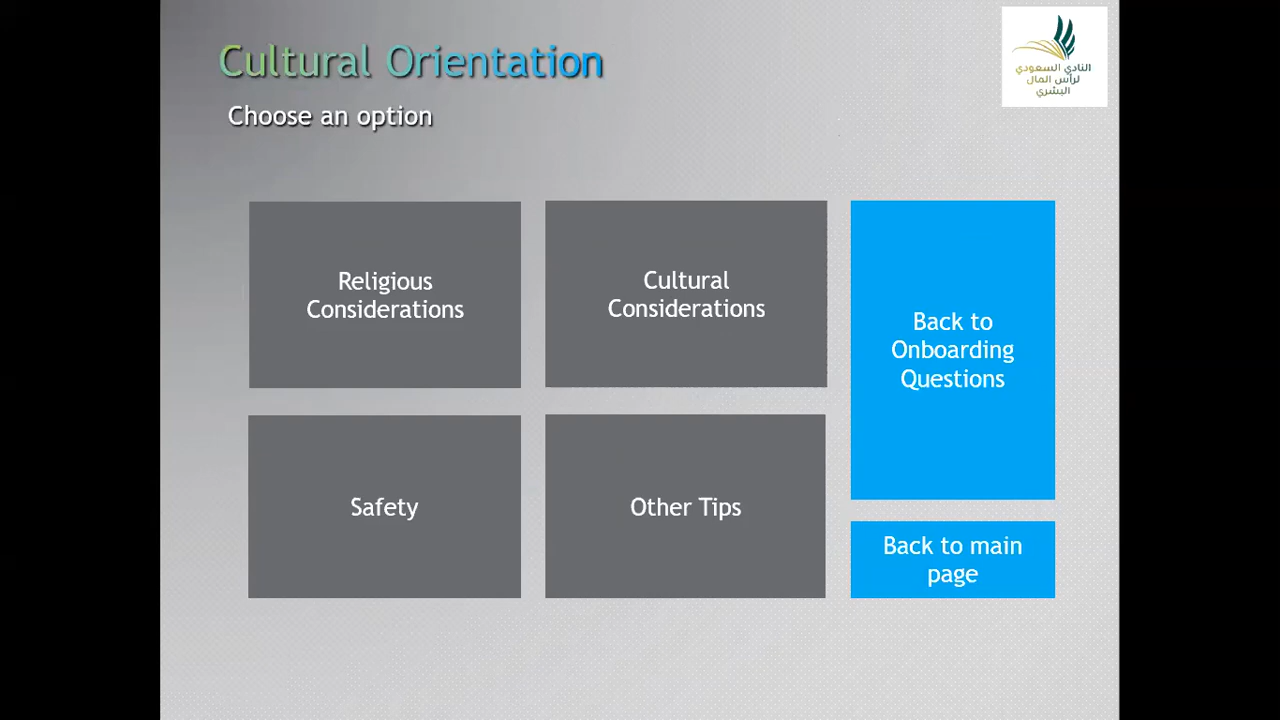 Cultural Orientation
Choose an option
النادي السعودي
لرأس المال
البشري
Religious
Considerations
Cultural
Considerations
Back to
Onboarding
Questions
Safety
Other Tips
Back to main
page